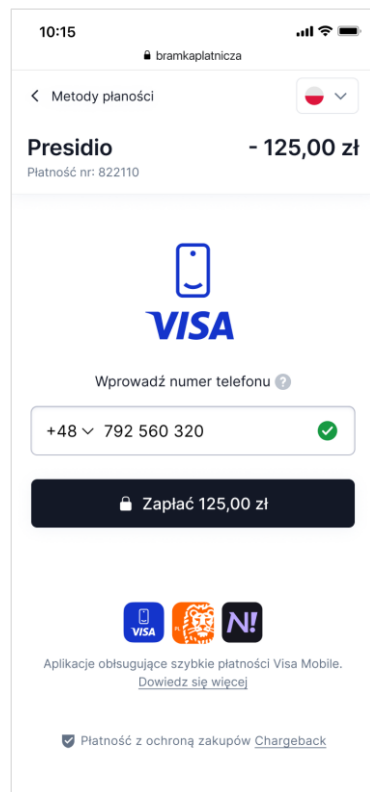 10:15
bramkaplatnicza
Metody płaności
Presidio - 125,00 zł
Płatność nr: 822110
VISA
Wprowadź numer telefonu ?
+48 792 560 320
Zapłać 125,00 zł
VISA N!
Aplikacje obłsugujące szybkie płatności Visa Mobile.
Dowiedz się więcej
Płatność z ochroną zakupów Chargeback